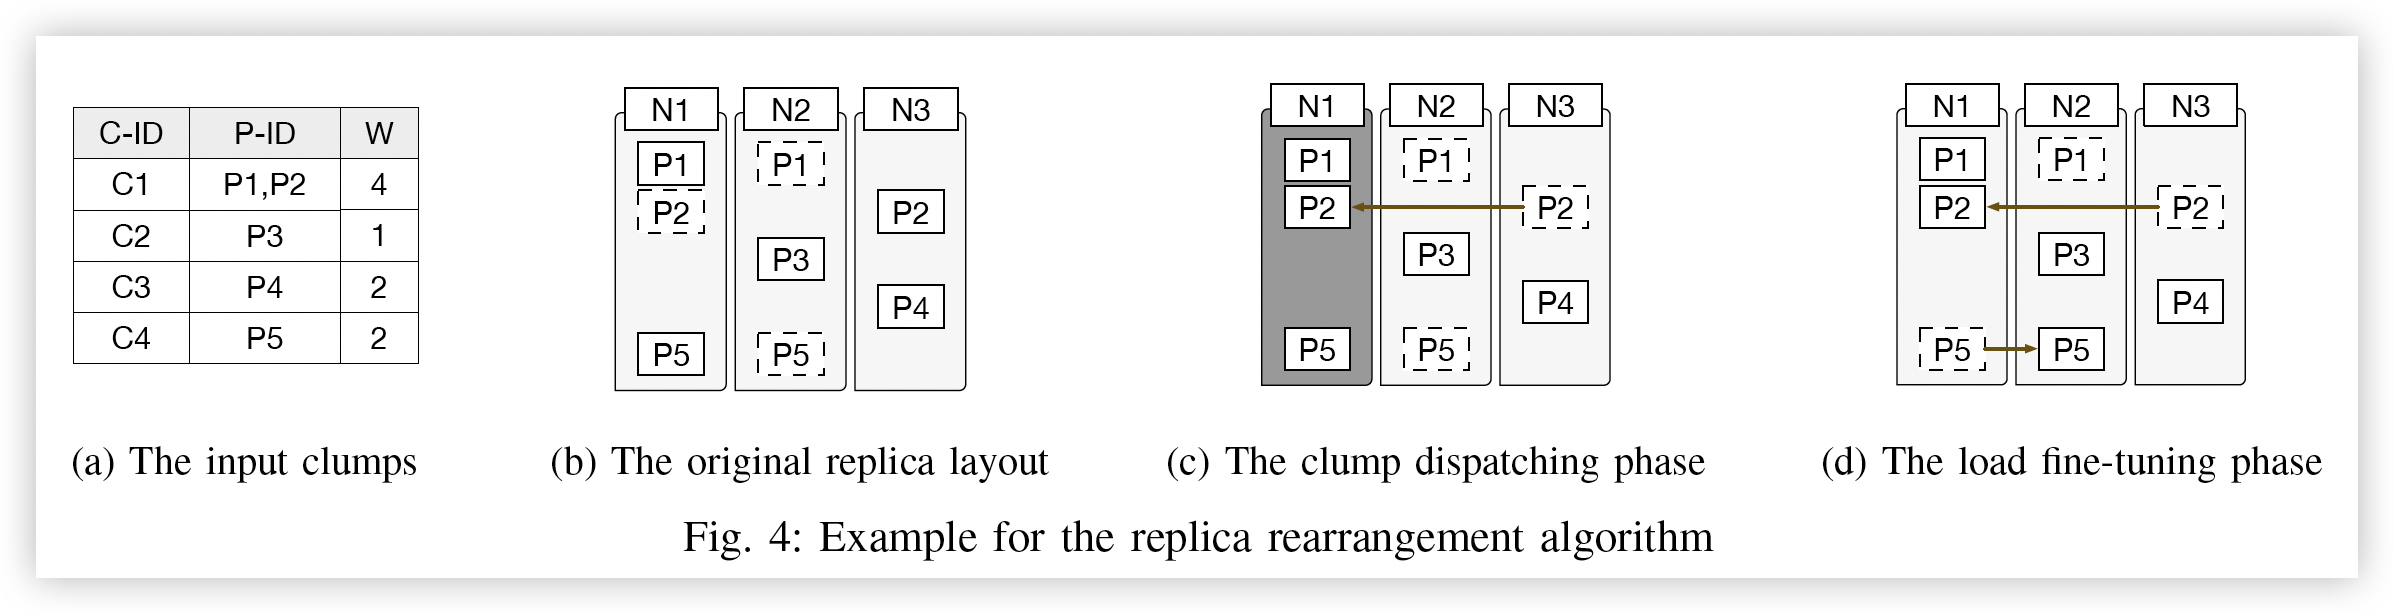 C-ID P-ID W
C1 P1,P2 4
C2 P3 1
C3 P4 2
C4 P5 2
(a) The input clumps
N1 N2 N3
P1 P1
P2 P2
P3
P4
P5 P5
(b) The original replica layout
N1 N2 N3
P1 P1
P2 P2
P3
P4
P5 P5
(c) The clump dispatching phase
N1 N2 N3
P1 P1
P2 P2
P3
P4
P5 P5
(d) The load fine-tuning phase
Fig. 4: Example for the replica rearrangement algorithm